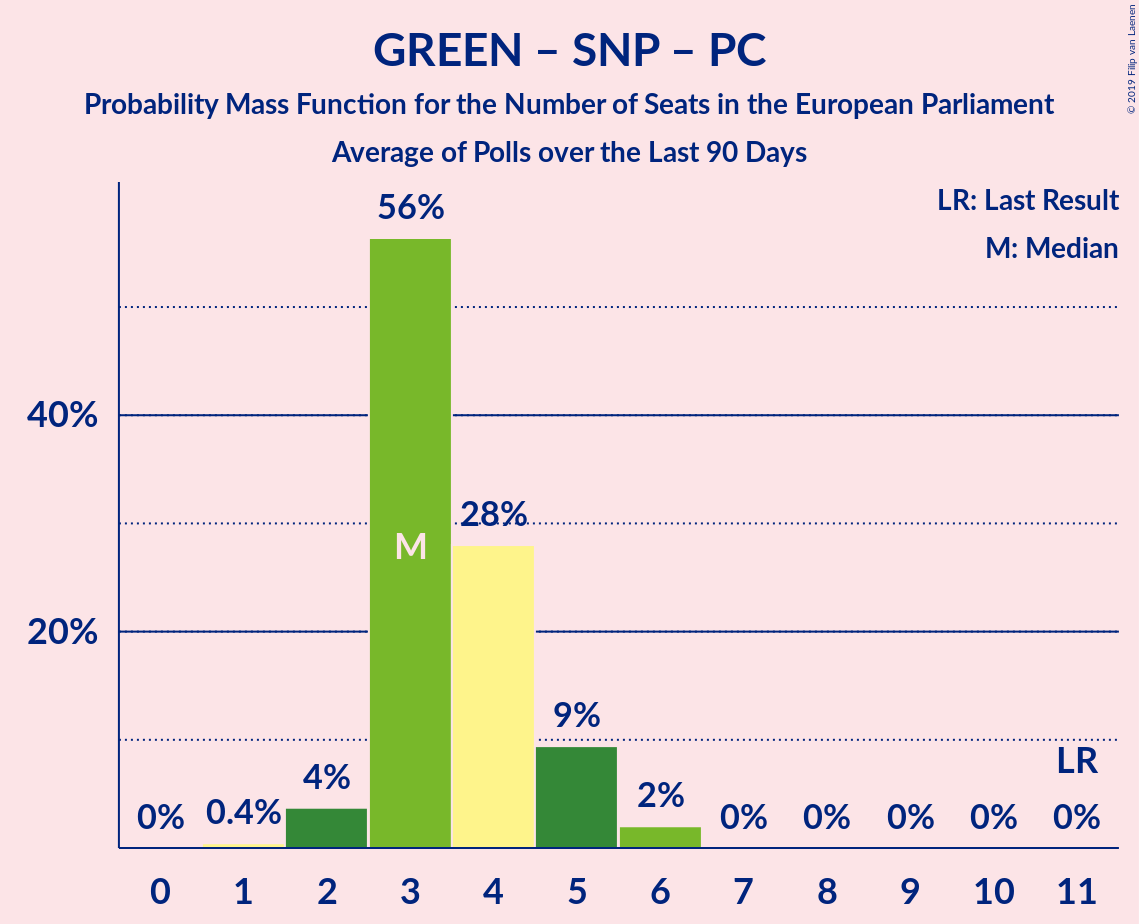 GREEN – SNP – PC
Probability Mass Function for the Number of Seats in the European Parliament
Average of Polls over the Last 90 Days
© 2019 Filip van Laenen
LR: Last Result
M: Median
56%
40%
28%
M
20%
9%
LR
4%
2%
0% 0.4% 0% 0% 0% 0% 0%
0 1 2 3 4 5 6 7 8 9 10 11